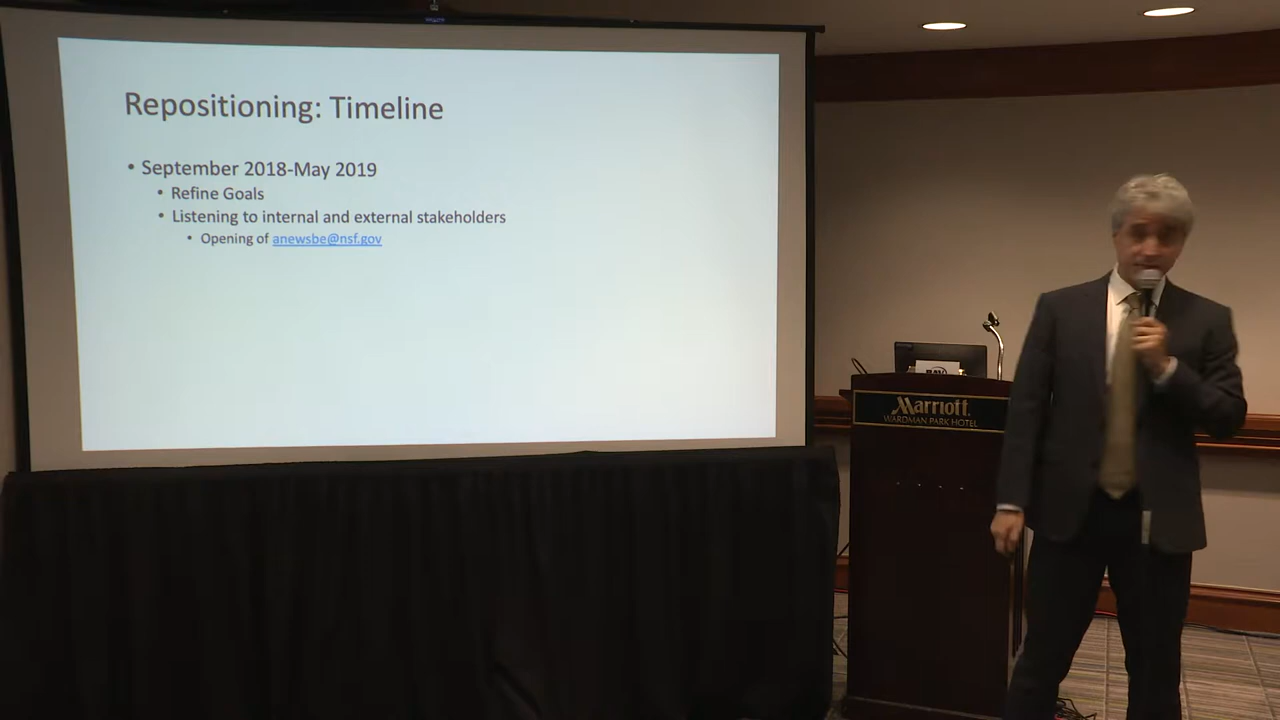 Repositioning: Timeline
• September 2018-May 2019
• Refine Goals
• Listening to internal and external stakeholders
• Opening of anewsbe@nsf.gov
Marriott.
WARDMAN PARK HOTEL